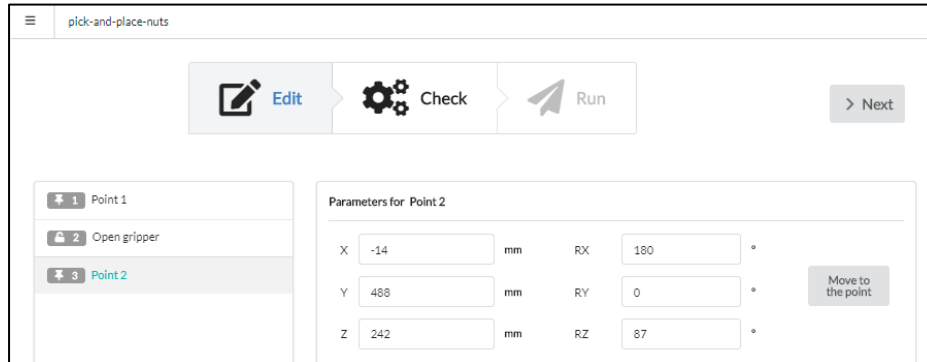 pick-and-place-nuts
Edit
Check
Run
> Next
1 Point 1
2 Open gripper
3 Point 2
Parameters for Point 2
X -14 mm RX 180 °
Y 488 mm RY 0 °
Z 242 mm RZ 87 °
Move to
the point